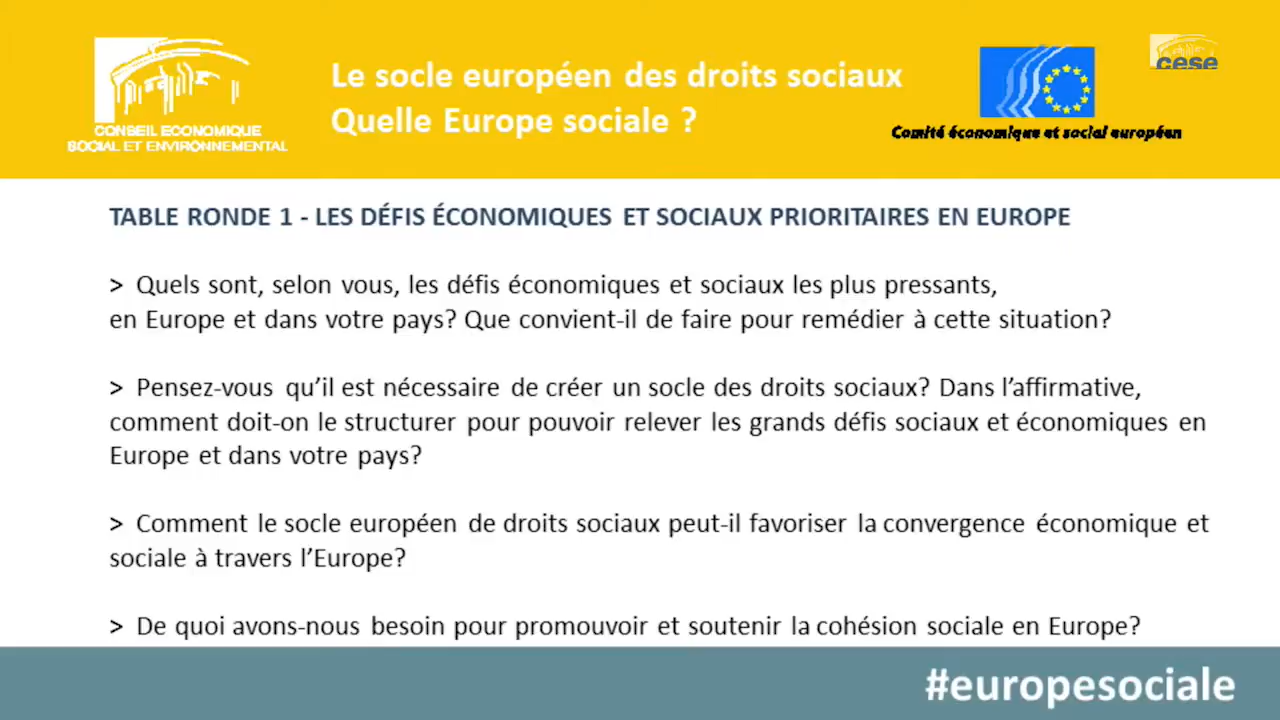 CONSEIL ECONOMIQUE
SOCIAL ET ENVIRONNEMENTAL
Le socle européen des droits sociaux
Quelle Europe sociale ?
Comité économique et social européen
cese
TABLE RONDE 1 - LES DÉFIS ÉCONOMIQUES ET SOCIAUX PRIORITAIRES EN EUROPE
> Quels sont, selon vous, les défis économiques et sociaux les plus pressants,
en Europe et dans votre pays? Que convient-il de faire pour remédier à cette situation?
> Pensez-vous qu’il est nécessaire de créer un socle des droits sociaux? Dans l’affirmative,
comment doit-on le structurer pour pouvoir relever les grands défis sociaux et économiques en
Europe et dans votre pays?
> Comment le socle européen de droits sociaux peut-il favoriser la convergence économique et
sociale à travers l’Europe?
> De quoi avons-nous besoin pour promouvoir et soutenir la cohésion sociale en Europe?
#europesociale